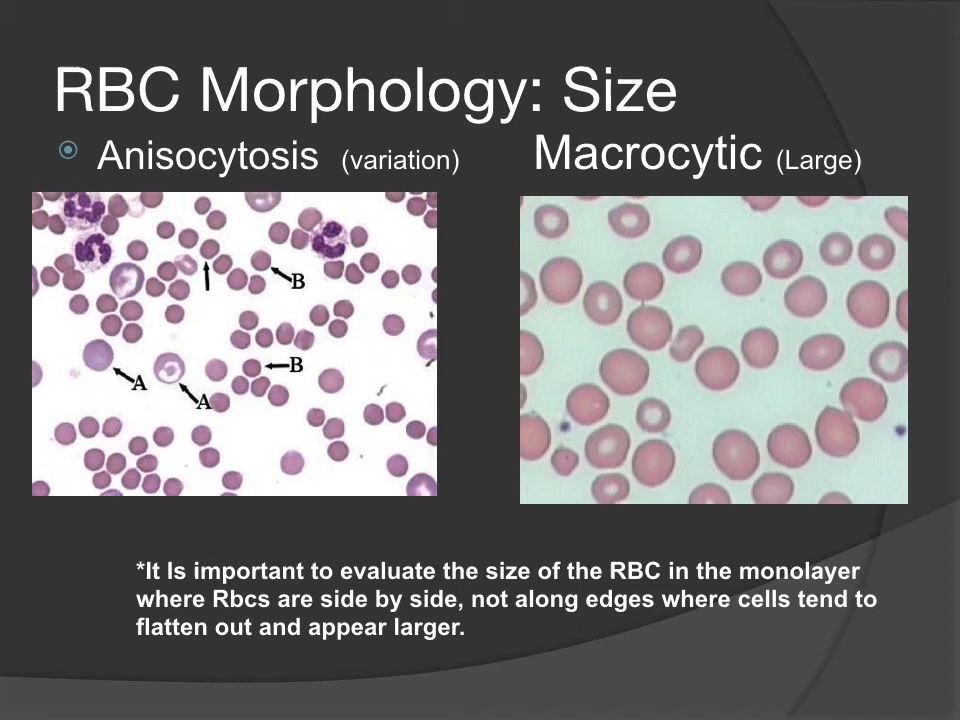 RBC Morphology: Size
Anisocytosis (variation)
Macrocytic (Large)
B
B
A
A
*It Is important to evaluate the size of the RBC in the monolayer
where Rbcs are side by side, not along edges where cells tend to
flatten out and appear larger.